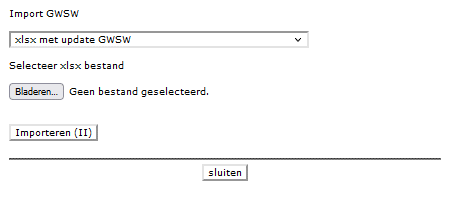 Import GWSW
xlsx met update GWSW
Selecteer xlsx bestand
Bladeren... Geen bestand geselecteerd.
Importeren (II)
sluiten